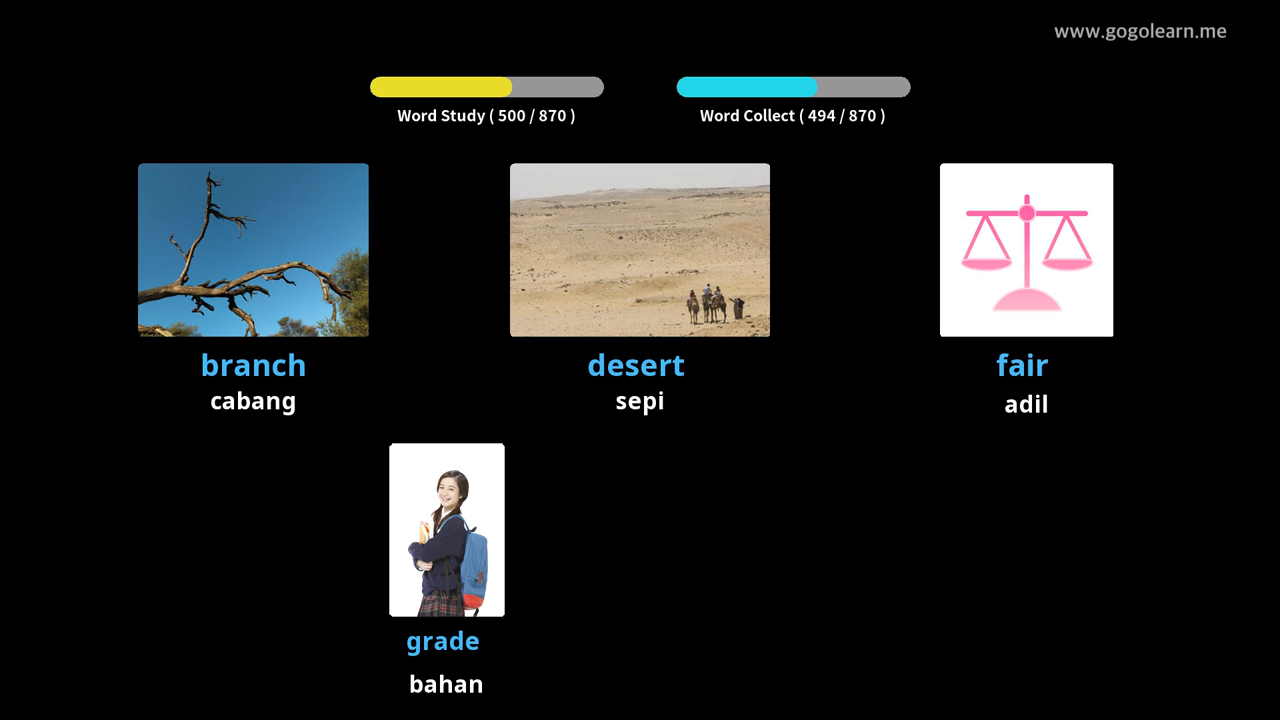 www.gogolearn.me
Word Study ( 500 / 870 )
Word Collect ( 494 / 870 )
branch
cabang
desert
sepi
fair
adil
grade
bahan